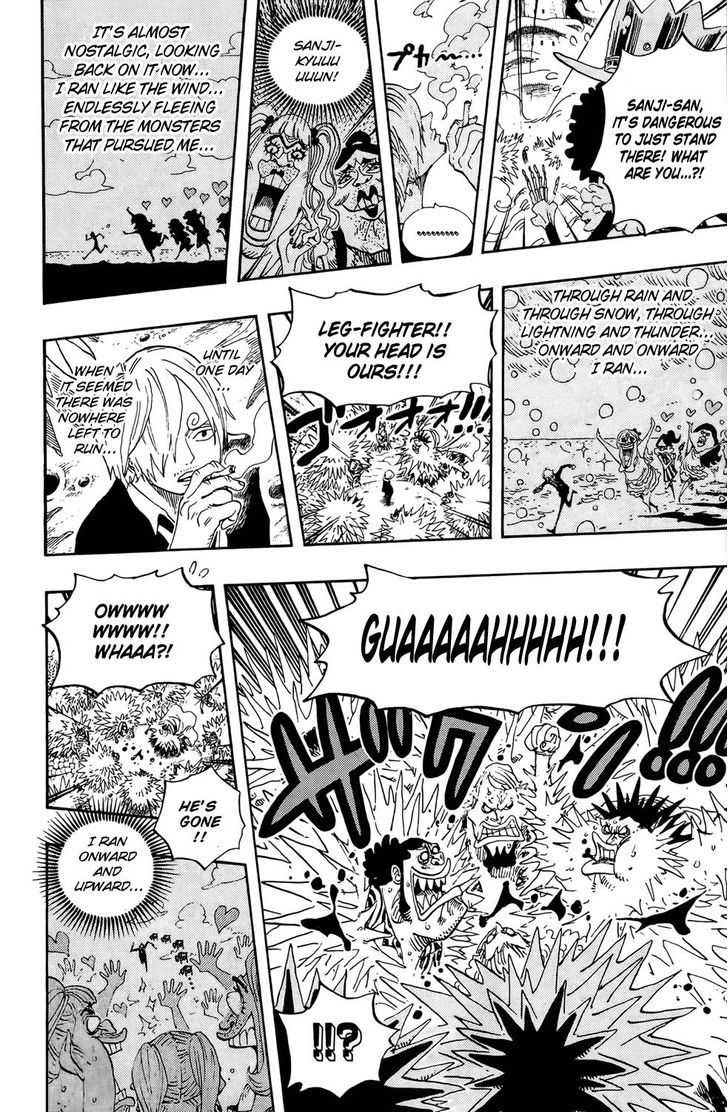 SANJI-SAN,
IT'S DANGEROUS
TO JUST STAND
THERE! WHAT
ARE YOU...?!
プカ
SANJI-
KYUUU
UUUN!
IT'S ALMOST
NOSTALGIC, LOOKING
BACK ON IT NOW...
I RAN LIKE THE WIND...
ENDLESSLY FLEEING
FROM THE MONSTERS
THAT PURSUED ME...
THROUGH RAIN AND
THROUGH SNOW, THROUGH
LIGHTNING AND THUNDER...
ONWARD AND ONWARD
I RAN...
LEG-FIGHTER!!
YOUR HEAD IS
OURS!!!
ゴオオオ!!!
UNTIL
ONE DAY
...
WHEN
IT SEEMED
THERE WAS
NOWHERE
LEFT TO
RUN...
GUAAAAAHHHHH!!!
ザクッ!!!
!!?
OWWWW
WWWW!!
WHAAA?!
HE'S
GONE
!!
I RAN
ONWARD
AND
UPWARD...